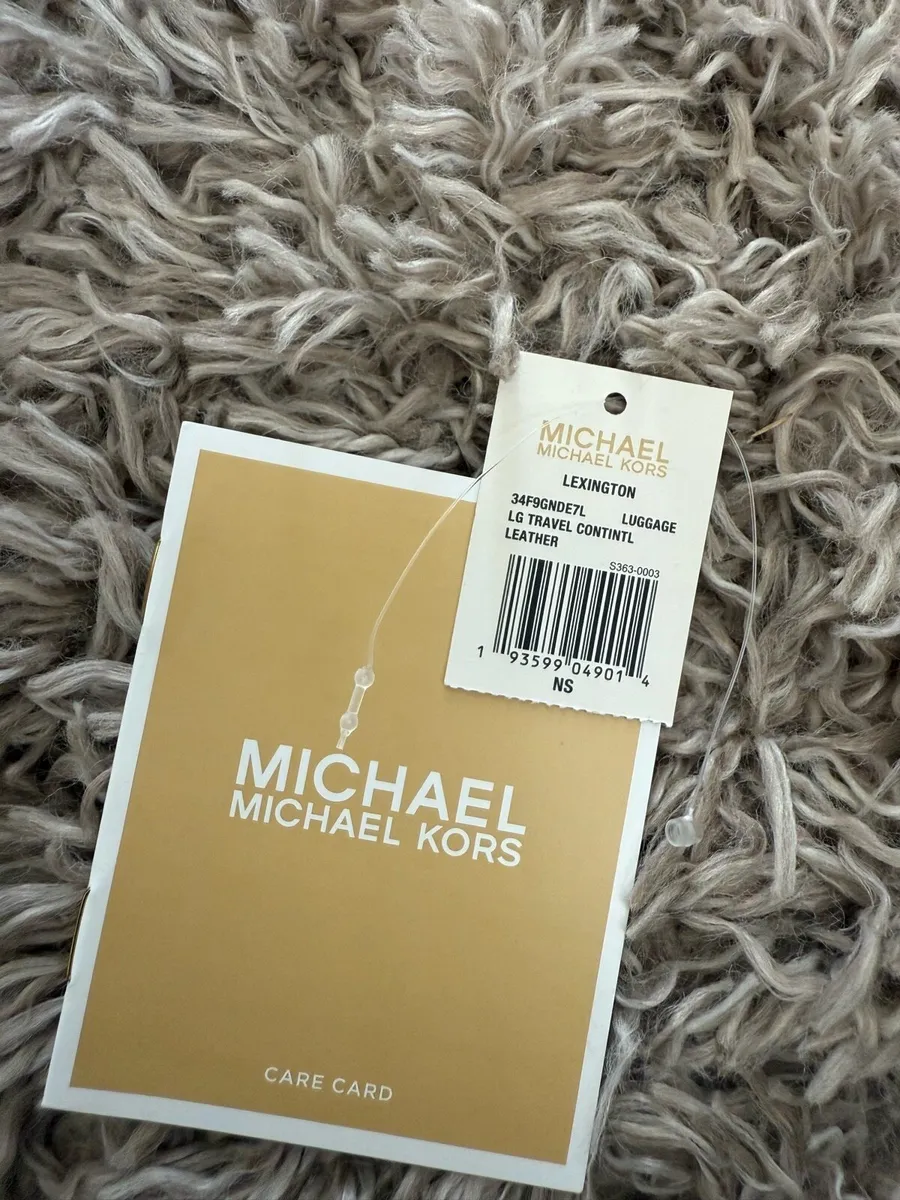 MICHAEL
MICHAEL KORS
LEXINGTON
34F9GNDE7L LUGGAGE
LG TRAVEL CONTINTL
LEATHER
S363-0003
1 93599 04901 4
NS
MICHAEL
MICHAEL KORS
CARE CARD